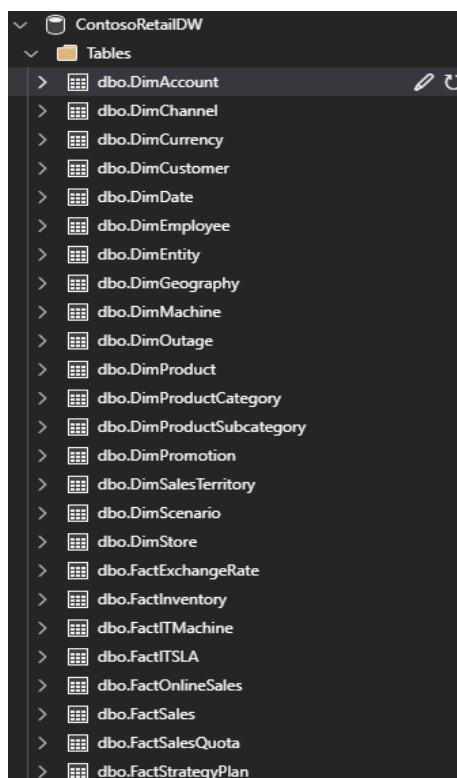 ContosoRetailDW
Tables
dbo.DimAccount
dbo.DimChannel
dbo.DimCurrency
dbo.DimCustomer
dbo.DimDate
dbo.DimEmployee
dbo.DimEntity
dbo.DimGeography
dbo.DimMachine
dbo.DimOutage
dbo.DimProduct
dbo.DimProductCategory
dbo.DimProductSubcategory
dbo.DimPromotion
dbo.DimSalesTerritory
dbo.DimScenario
dbo.DimStore
dbo.FactExchangeRate
dbo.FactInventory
dbo.FactITMachine
dbo.FactITSLA
dbo.FactOnlineSales
dbo.FactSales
dbo.FactSalesQuota
dbo.FactStrategyPlan